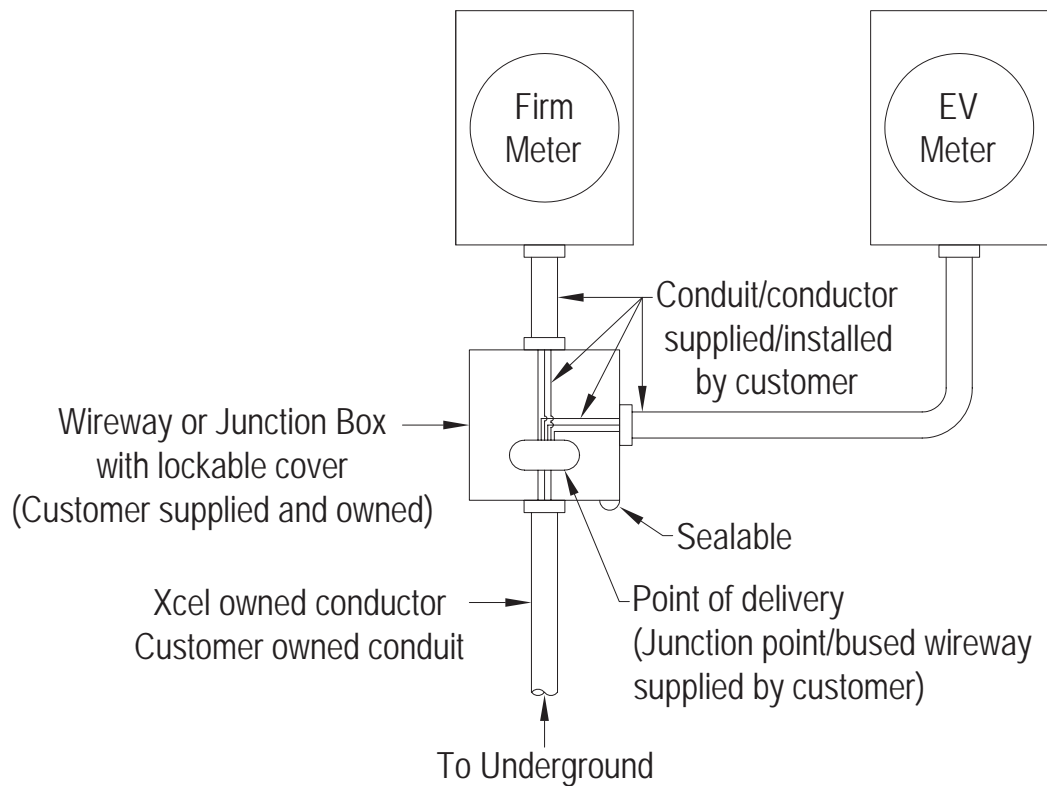 Firm
Meter
EV
Meter
Conduit/conductor
supplied/installed
by customer
Wireway or Junction Box
with lockable cover
(Customer supplied and owned)
Sealable
Xcel owned conductor
Customer owned conduit
Point of delivery
(Junction point/bused wireway
supplied by customer)
To Underground